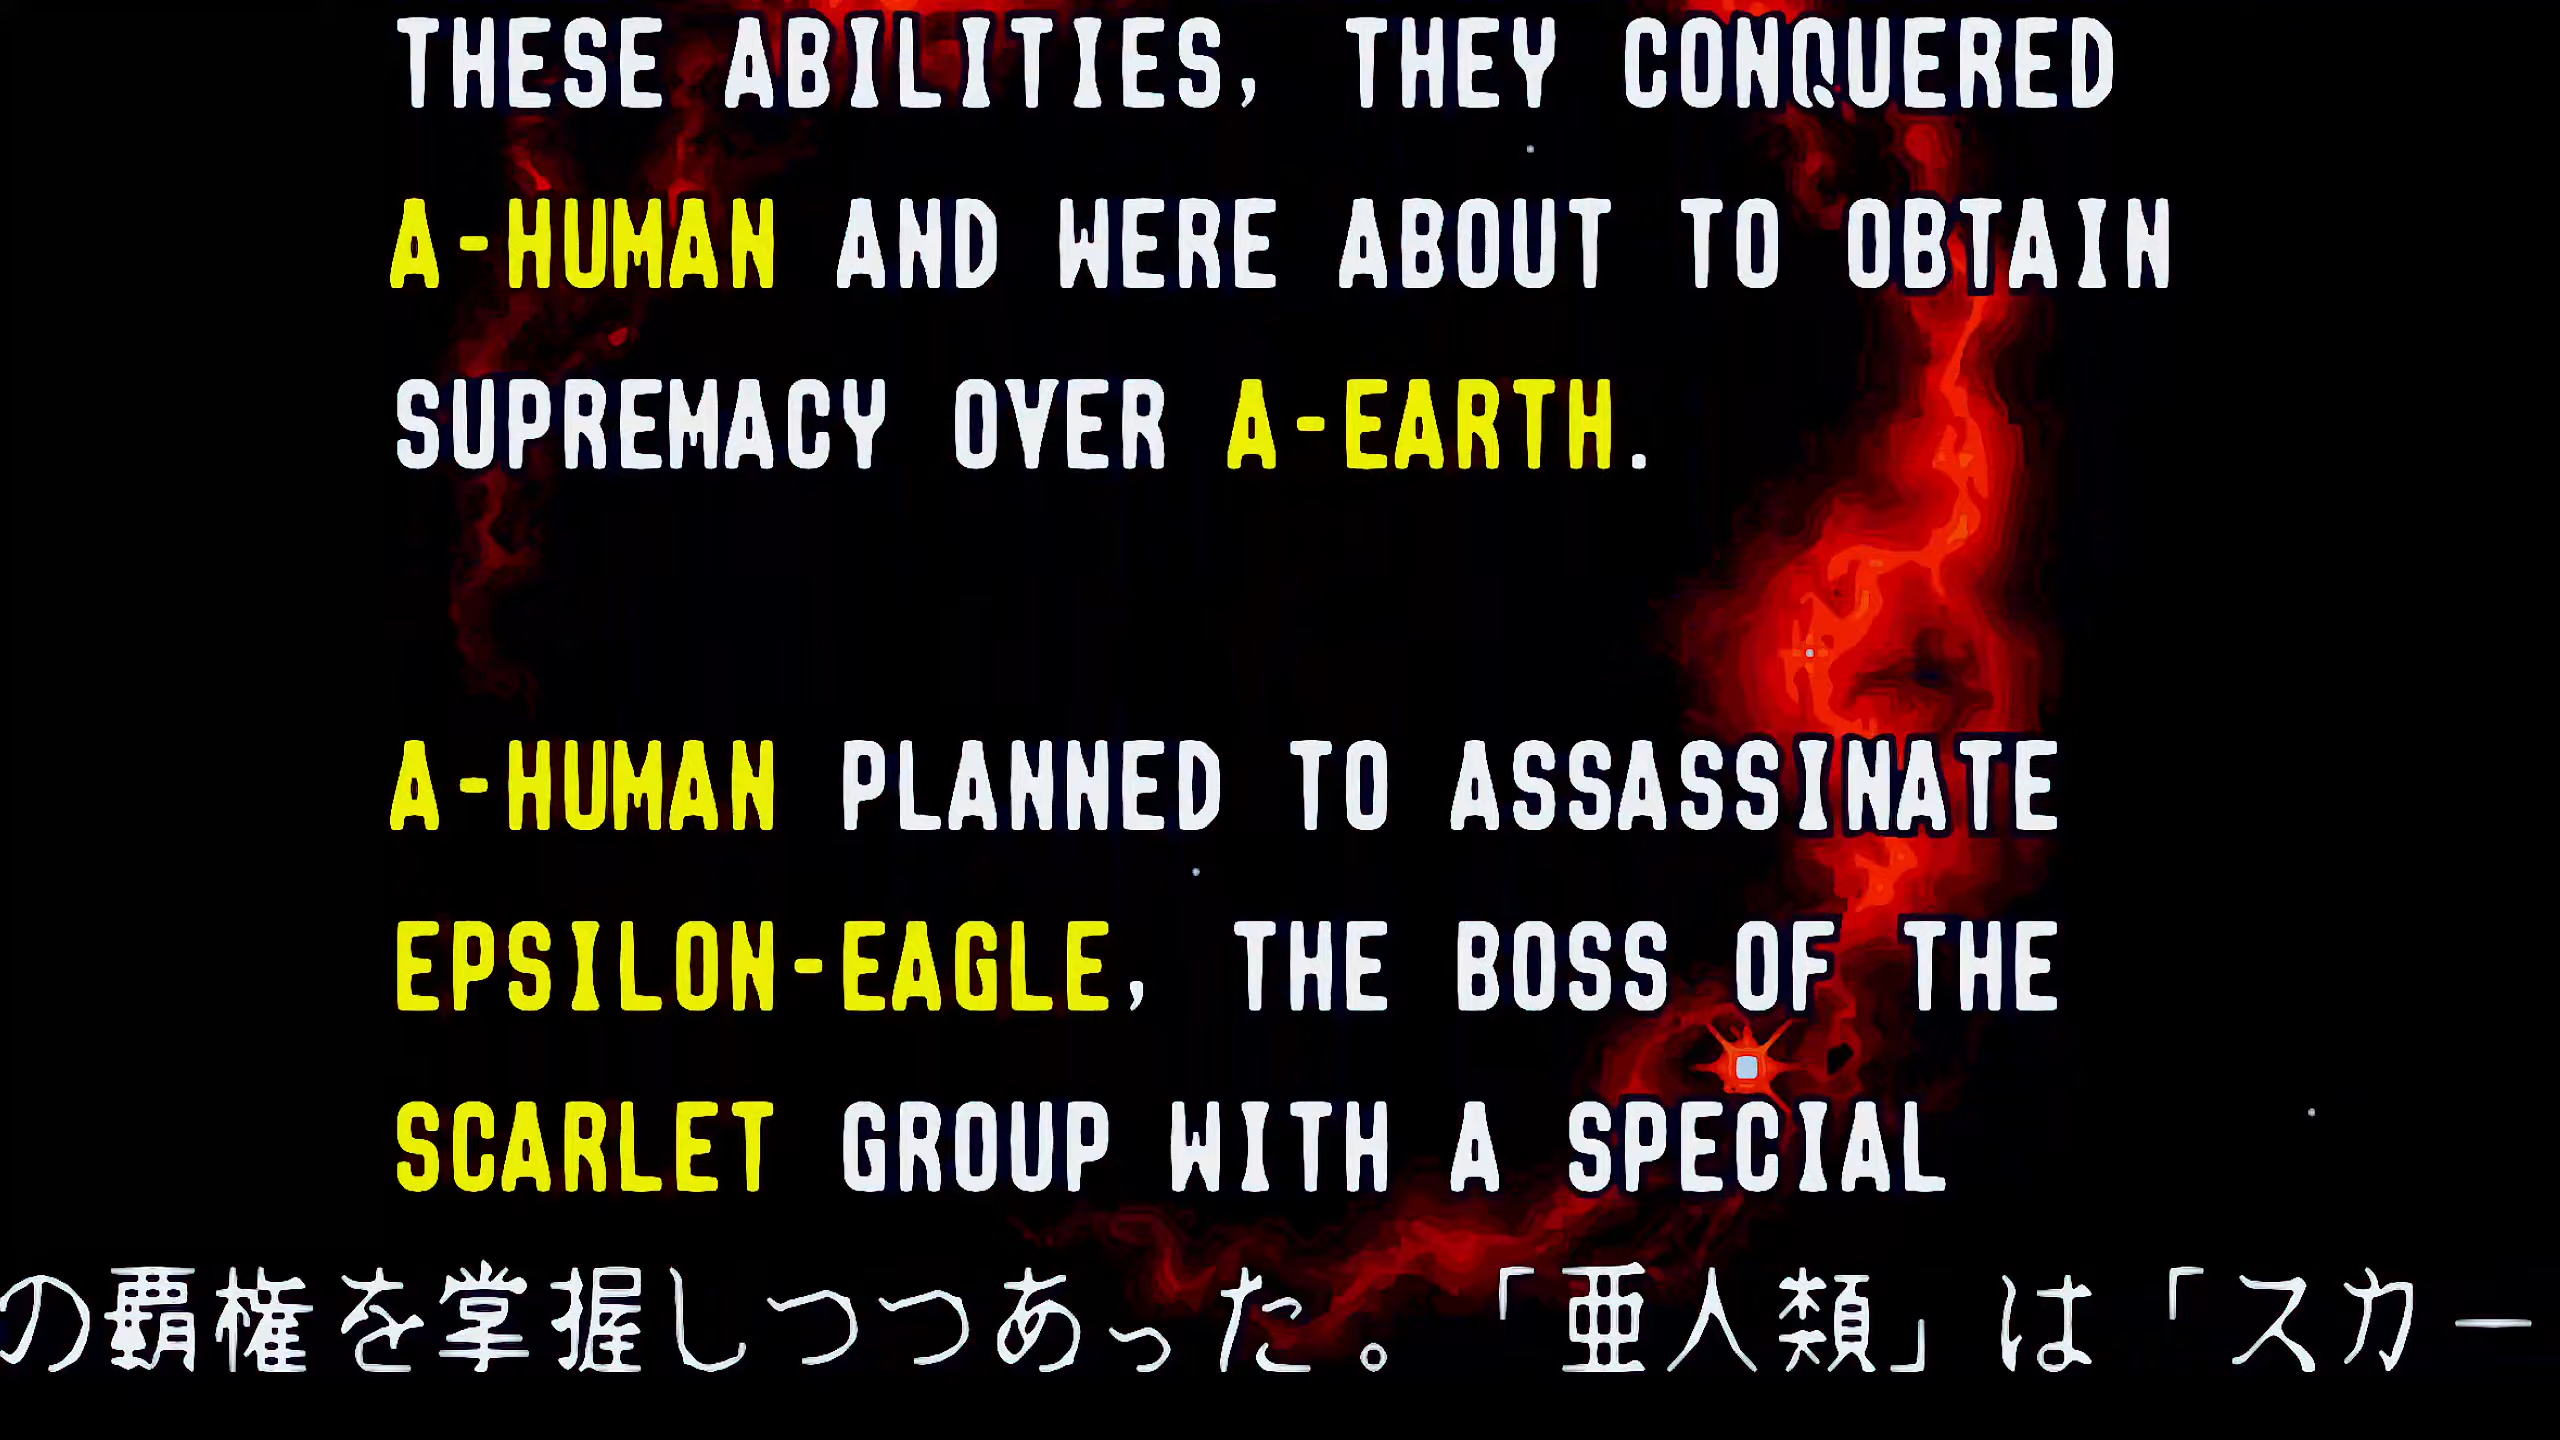 THESE ABILITIES, THEY CONQUERED
A-HUMAN AND WERE ABOUT TO OBTAIN
SUPREMACY OVER A-EARTH.
A-HUMAN PLANNED TO ASSASSINATE
EPSILON-EAGLE, THE BOSS OF THE
SCARLET GROUP WITH A SPECIAL
の覇権を掌握しつつあった。「亜人類」は「スカー